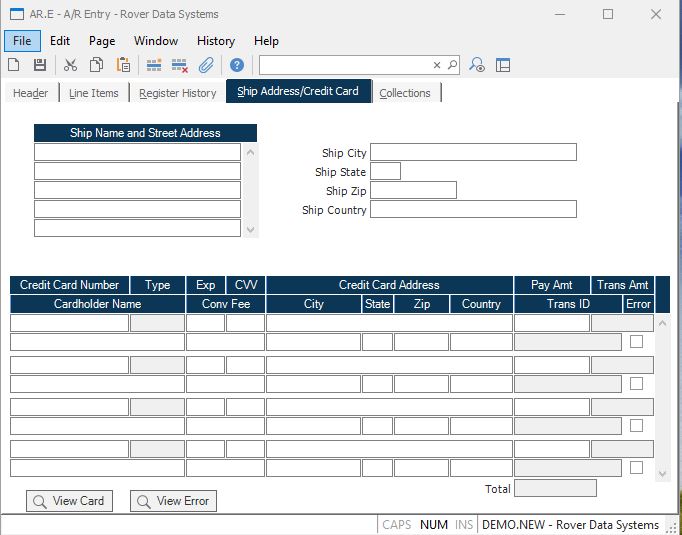 AR.E - A/R Entry - Rover Data Systems
File Edit Page Window History Help
Header Line Items Register History Ship Address/Credit Card Collections
Ship Name and Street Address
Ship City
Ship State
Ship Zip
Ship Country
Credit Card Number Type Exp CVV Credit Card Address Pay Amt Trans Amt
Cardholder Name Conv Fee City State Zip Country Trans ID Error
Total
View Card View Error
CAPS NUM INS DEMO.NEW - Rover Data Systems